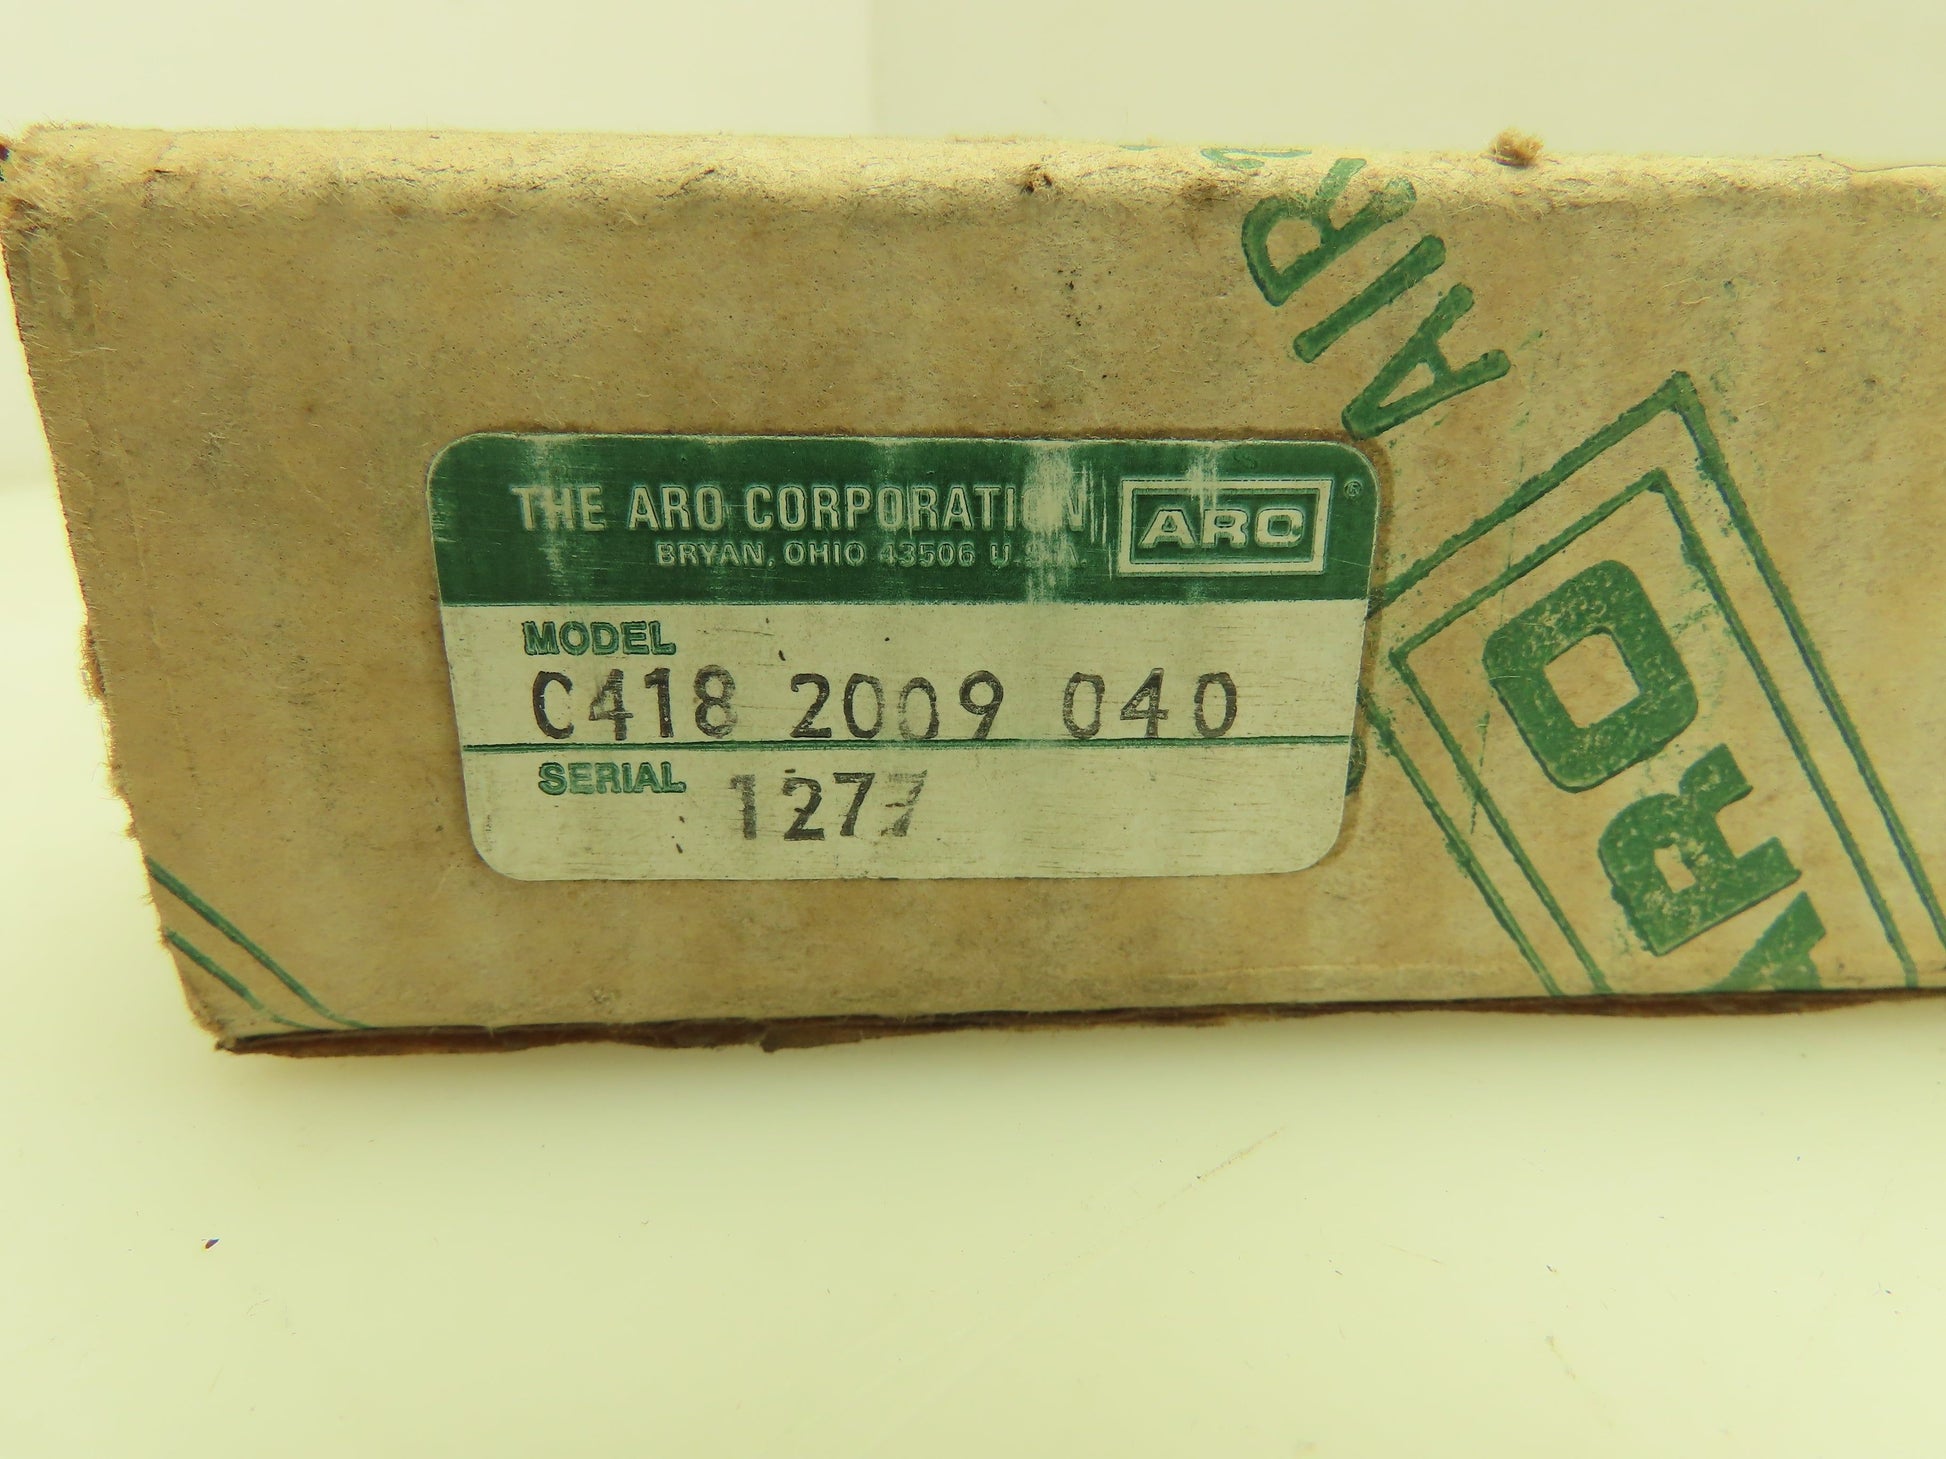 THE ARO CORPORATION
BRYAN, OHIO 43506 U.S.A.
ARO ®
MODEL
C418 2009 040
SERIAL 1277
AIR
ARO